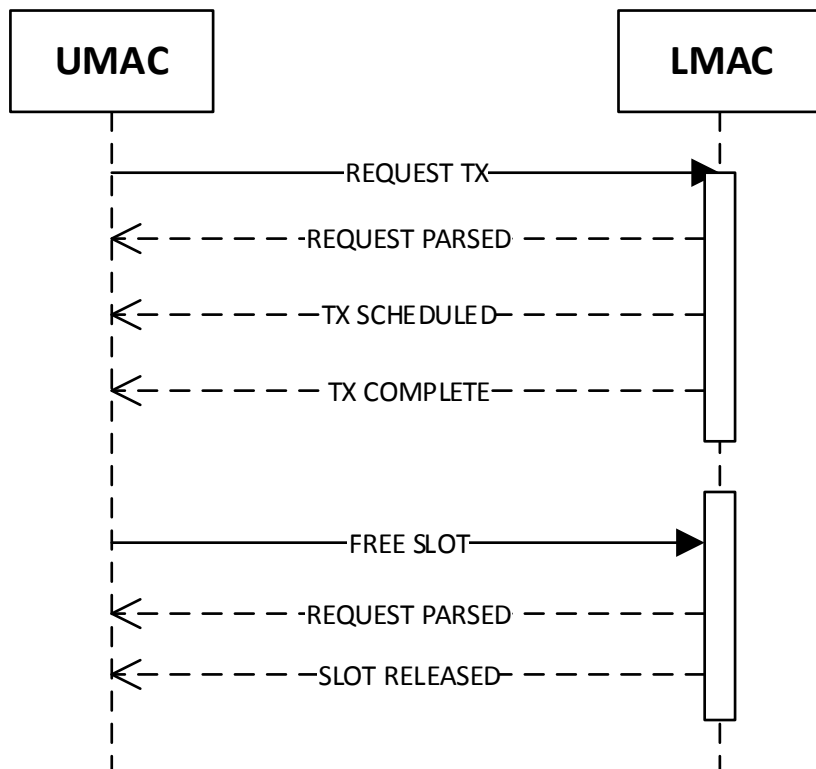 UMAC
LMAC
REQUEST TX
REQUEST PARSED
TX SCHEDULED
TX COMPLETE
FREE SLOT
REQUEST PARSED
SLOT RELEASED